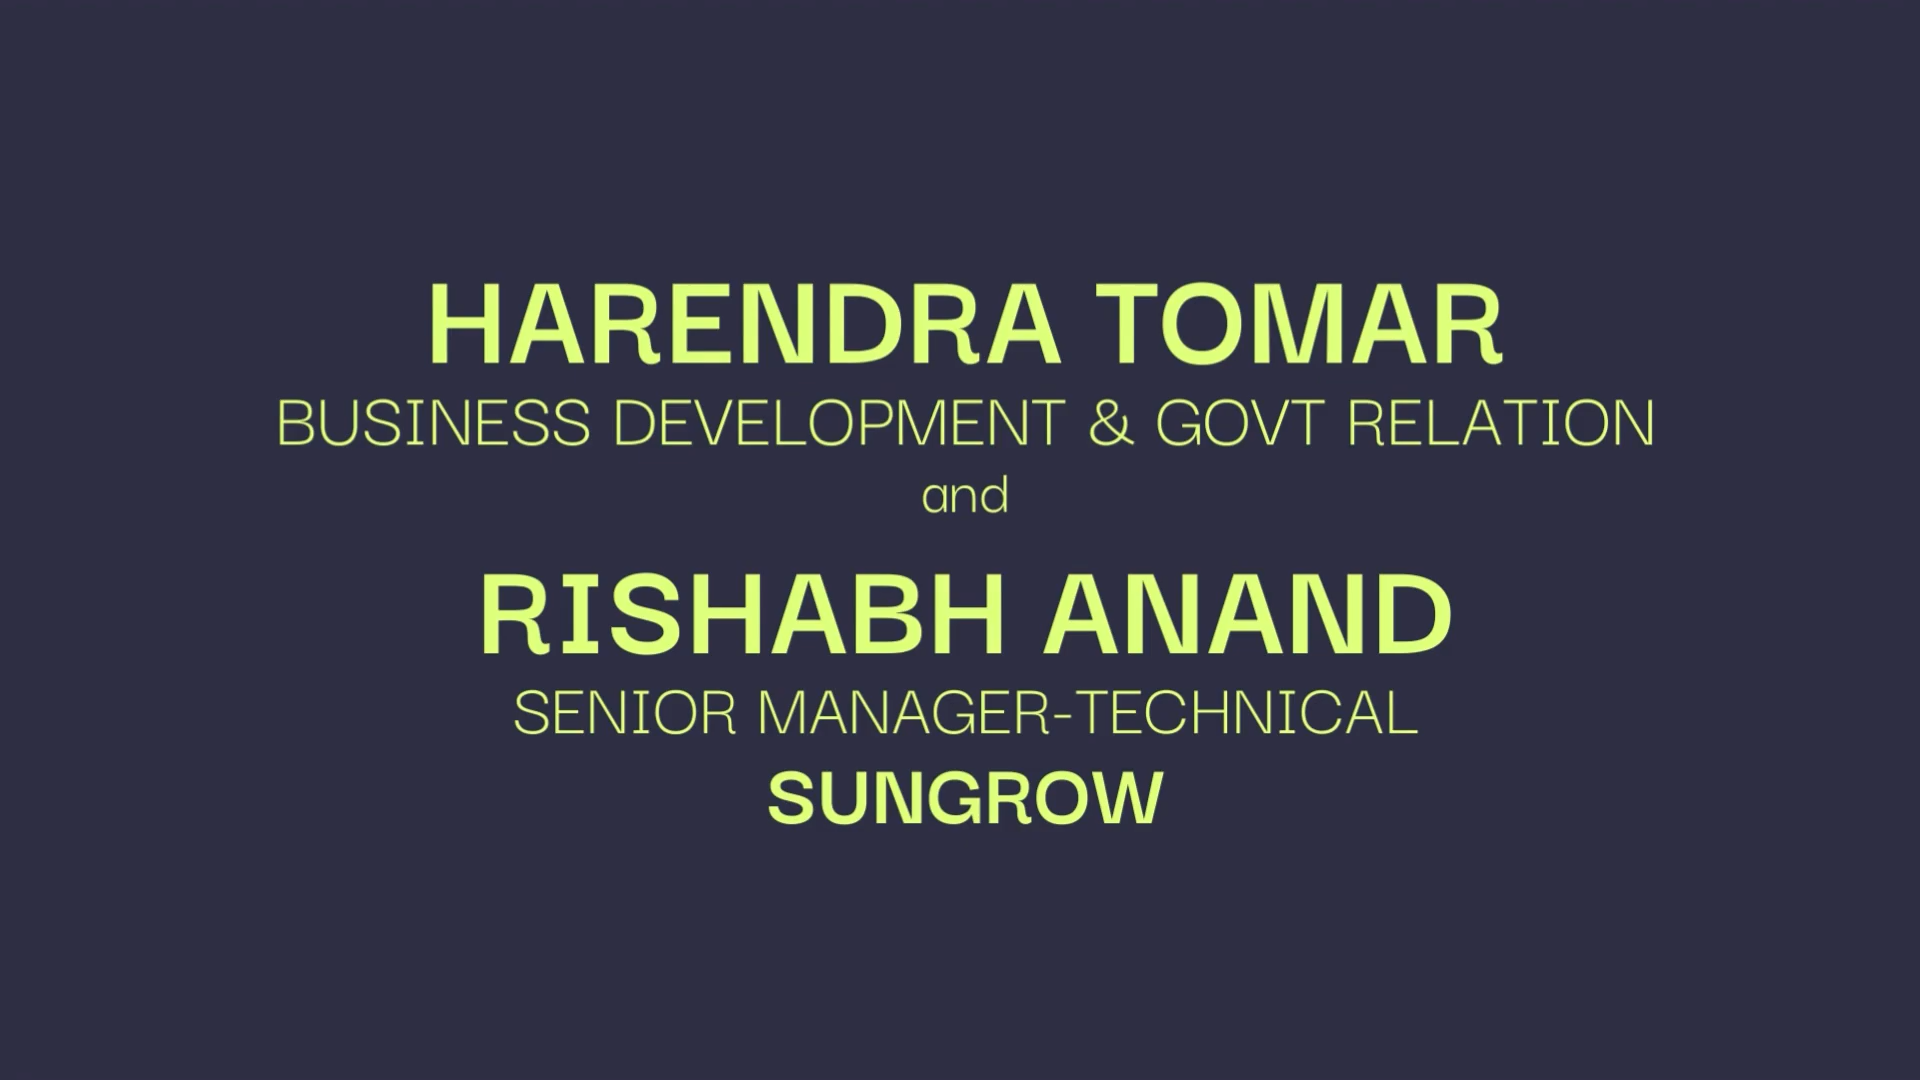 HARENDRA TOMAR
BUSINESS DEVELOPMENT & GOVT RELATION
and
RISHABH ANAND
SENIOR MANAGER-TECHNICAL
SUNGROW